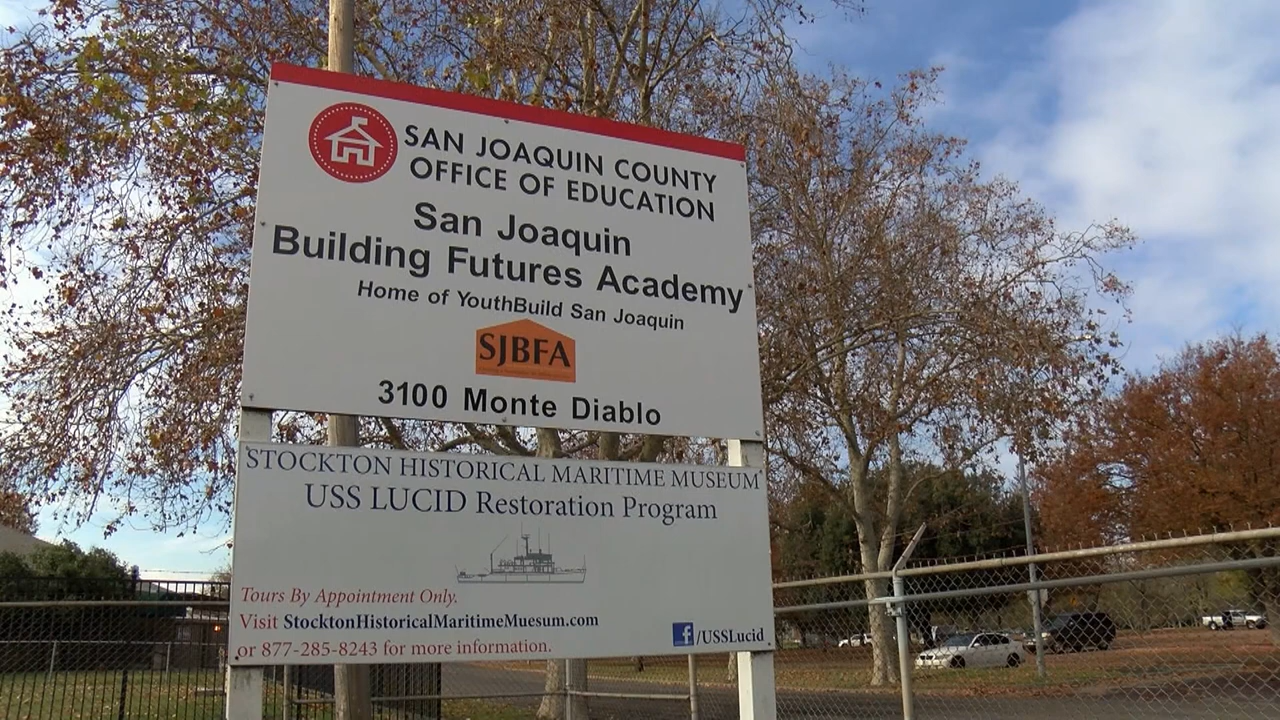 SAN JOAQUIN COUNTY
OFFICE OF EDUCATION
San Joaquin
Building Futures Academy
Home of YouthBuild San Joaquin
SJBFA
3100 Monte Diablo
STOCKTON HISTORICAL MARITIME MUSEUM
USS LUCID Restoration Program
Tours By Appointment Only.
Visit StocktonHistoricalMaritimeMuesum.com
or 877-285-8243 for more information.
f/USSLucid